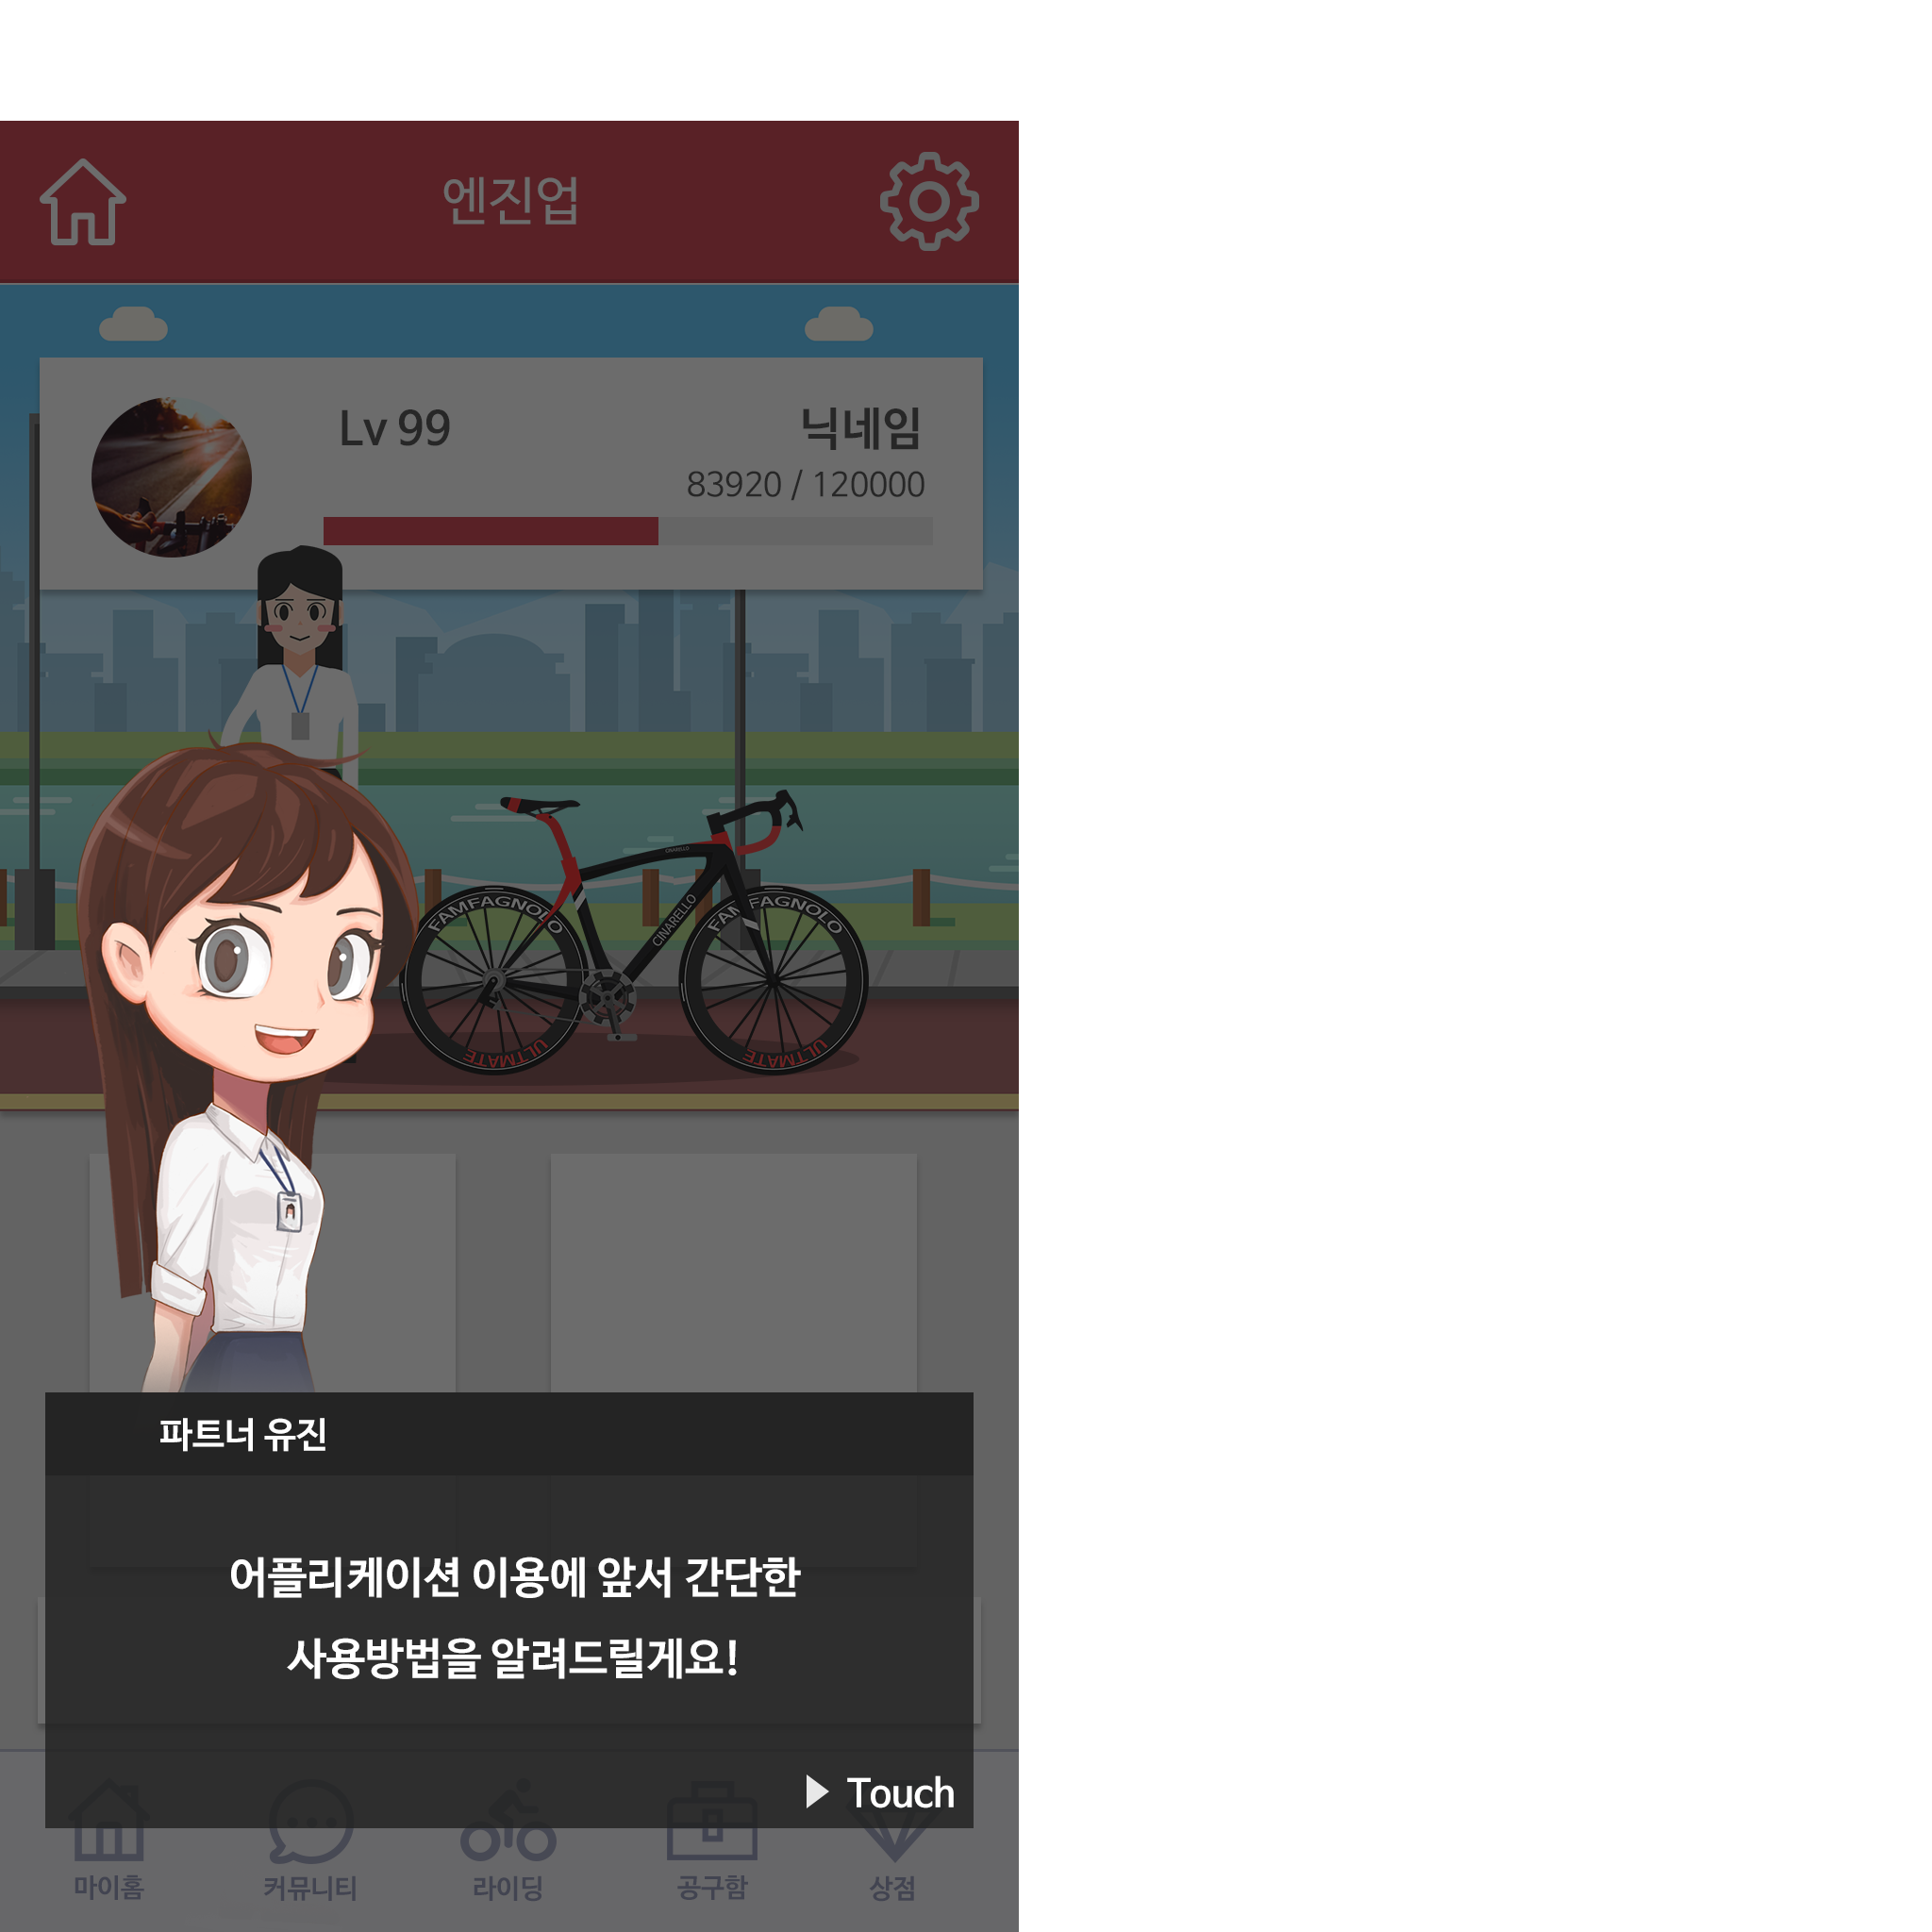 엔진업
Lv 99
닉네임
83920 / 120000
CINARELLO
FAMFAGNOLO
CINARELLO
FAMFAGNOLO
ULTMATE
ULTMATE
파트너 유진
어플리케이션 이용에 앞서 간단한
사용방법을 알려드릴게요!
Touch
마이홈
커뮤니티
라이딩
공구함
상점